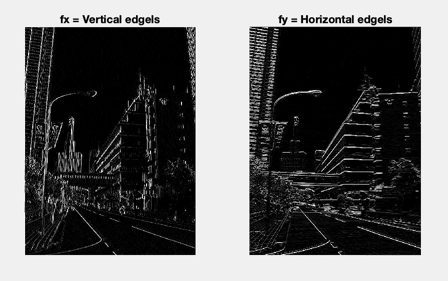 fx = Vertical edgels
fy = Horizontal edgels